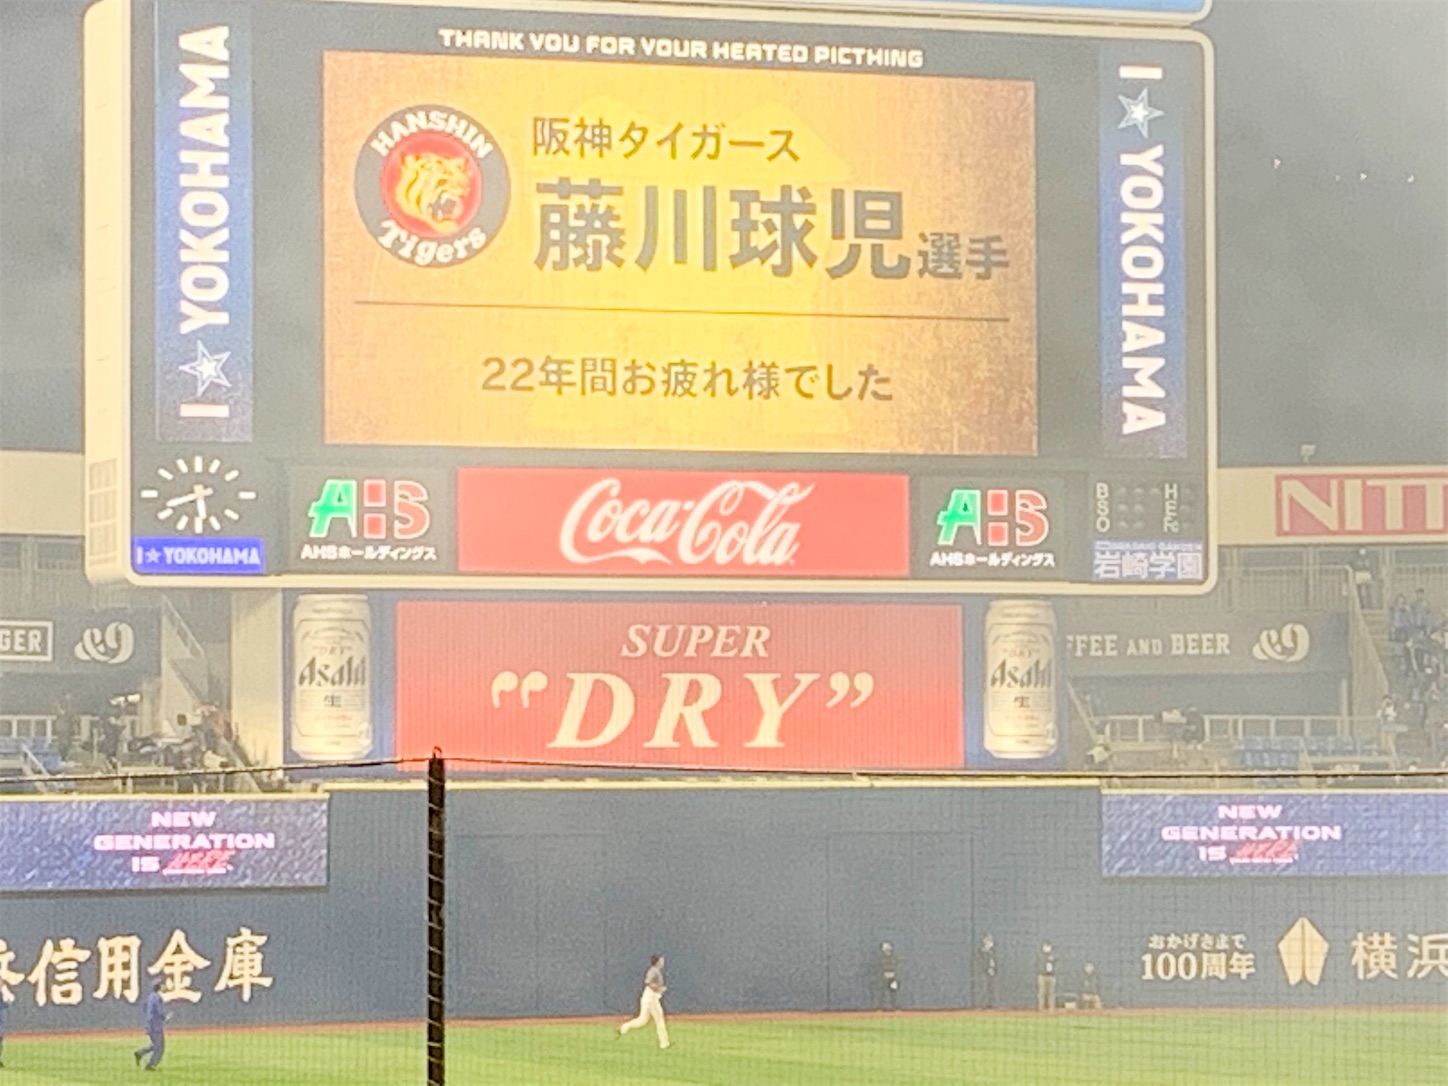 THANK YOU FOR YOUR HEATED PICTHING
I ★ YOKOHAMA
HANSHIN
Tigers
阪神タイガース
藤川球児選手
22年間お疲れ様でした
I ★ YOKOHAMA
I ★ YOKOHAMA
AHS
AHSホールディングス
Coca-Cola
AHS
AHSホールディングス
B
S
O
H
E
岩崎学園
NITT
GER
FFEE AND BEER
Asahi
生
SUPER
"DRY"
Asahi
生
NEW
GENERATION
IS HERE
NEW
GENERATION
IS HERE
浜信用金庫
おかげさまで
100周年
横浜